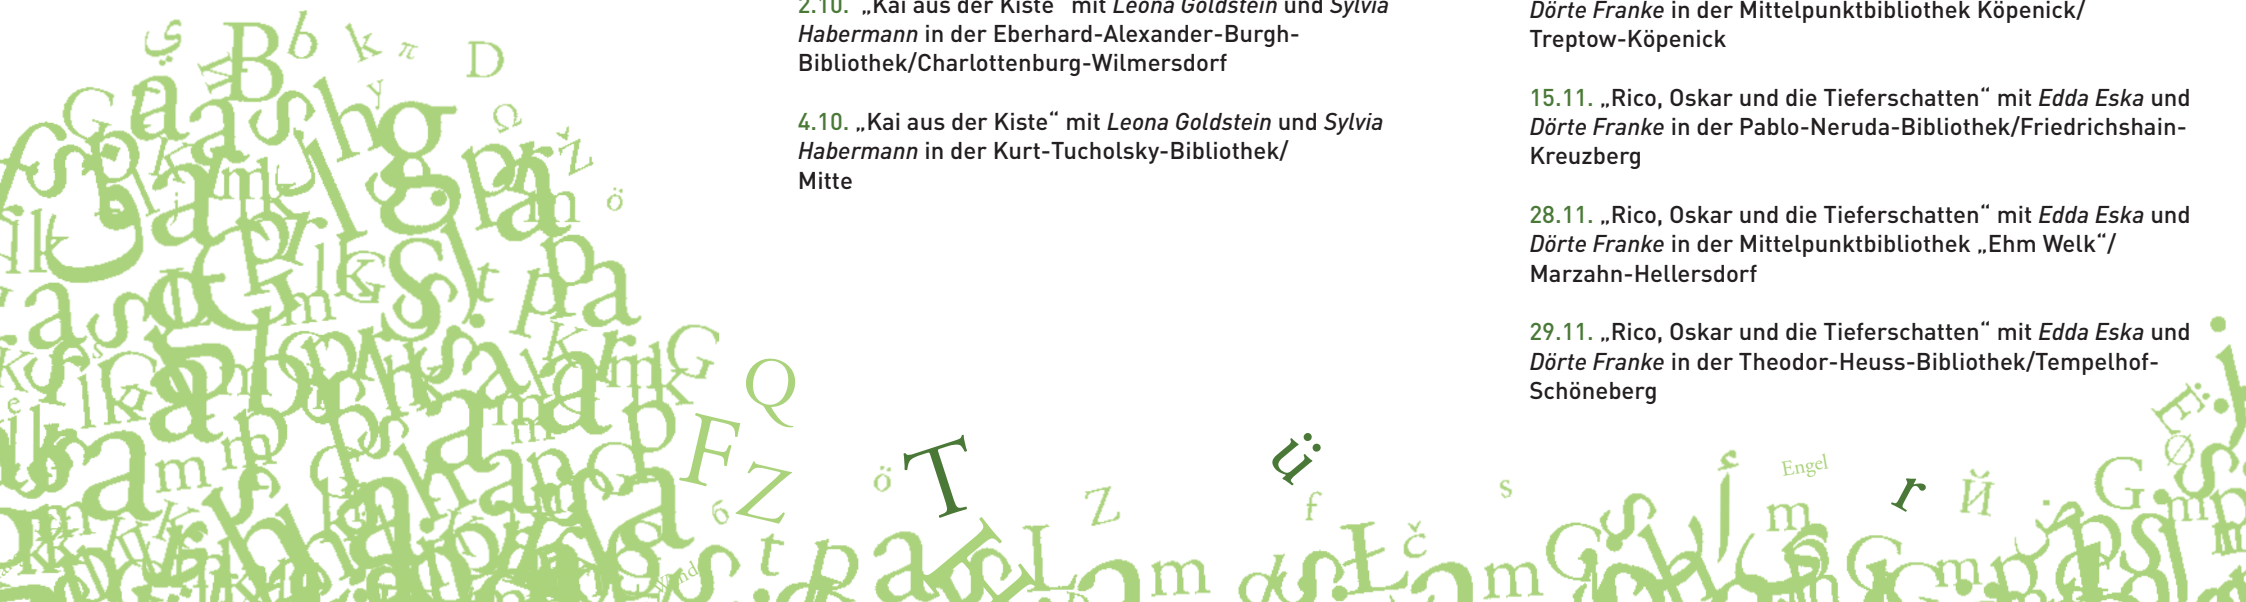 2.10. „Kai aus der Kiste“ mit Leona Goldstein und Sylvia
Habermann in der Eberhard-Alexander-Burgh-
Bibliothek/Charlottenburg-Wilmersdorf
4.10. „Kai aus der Kiste“ mit Leona Goldstein und Sylvia
Habermann in der Kurt-Tucholsky-Bibliothek/
Mitte
Dörte Franke in der Mittelpunktbibliothek Köpenick/
Treptow-Köpenick
15.11. „Rico, Oskar und die Tieferschatten“ mit Edda Eska und
Dörte Franke in der Pablo-Neruda-Bibliothek/Friedrichshain-
Kreuzberg
28.11. „Rico, Oskar und die Tieferschatten“ mit Edda Eska und
Dörte Franke in der Mittelpunktbibliothek „Ehm Welk“/
Marzahn-Hellersdorf
29.11. „Rico, Oskar und die Tieferschatten“ mit Edda Eska und
Dörte Franke in der Theodor-Heuss-Bibliothek/Tempelhof-
Schöneberg
T ü r
Engel